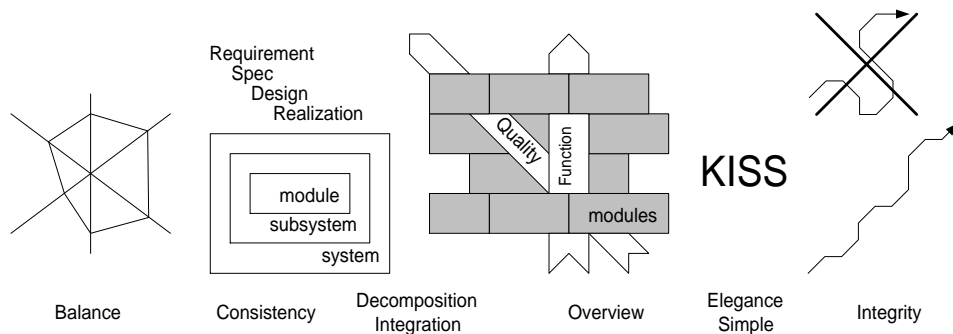 Requirement
Spec
Design
Realization
module
subsystem
system
Quality
Function
modules
KISS
Balance
Consistency
Decomposition
Integration
Overview
Elegance
Simple
Integrity